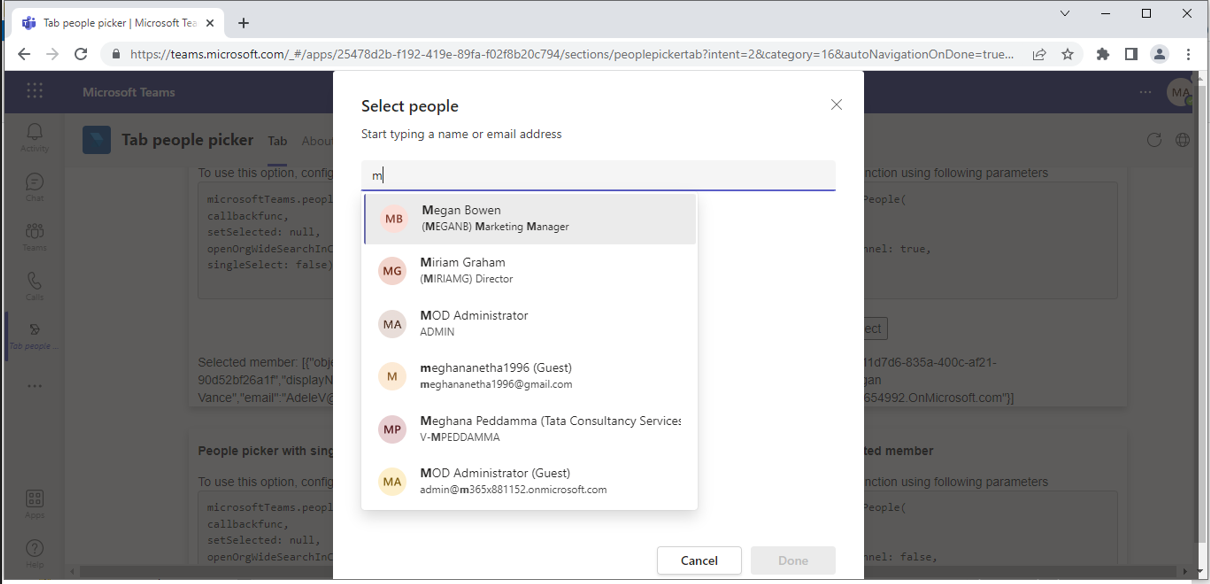 Tab people picker | Microsoft Tea
https://teams.microsoft.com/_#/apps/25478d2b-f192-419e-89fa-f02f8b20c794/sections/peoplepickertab?intent=2&category=16&autoNavigationOnDone=true...
Microsoft Teams
MA
Tab people picker
Tab
Abou
Activity
Chat
Teams
Calls
Tab people ...
Apps
Help
Select people
Start typing a name or email address
m
MB
Megan Bowen
(MEGANB) Marketing Manager
MG
Miriam Graham
(MIRIAMG) Director
MA
MOD Administrator
ADMIN
M
meghananetha1996 (Guest)
meghananetha1996@gmail.com
MP
Meghana Peddamma (Tata Consultancy Services
V-MPEDDAMMA
MA
MOD Administrator (Guest)
admin@m365x881152.onmicrosoft.com
Cancel
Done
To use this option, config
microsoftTeams.peopl
callbackfunc,
setSelected: null,
openOrgWideSearchInC
singleSelect: false)
nction using following parameters
People(
nnel: true,
ect
Selected member: [{"obje
90d52bf26a1f","displayN
Vance","email":"AdeleV@
1d7d6-835a-400c-af21-
gan
654992.OnMicrosoft.com"}]
People picker with sing
To use this option, config
microsoftTeams.peopl
callbackfunc,
setSelected: null,
openOrgWideSearchInC
ted member
nction using following parameters
People(
nnel: false,